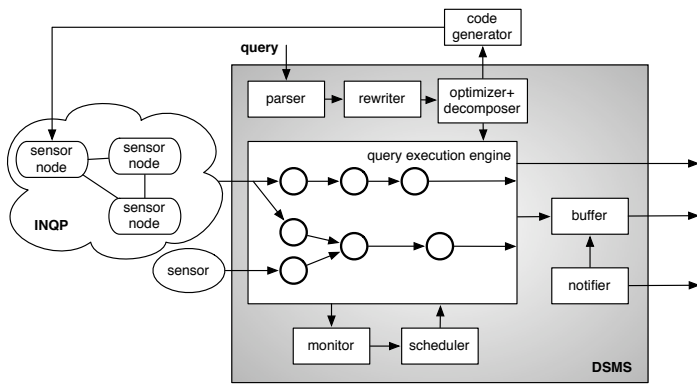 code
generator
query
parser
rewriter
optimizer+
decomposer
sensor
node
sensor
node
sensor
node
INQP
query execution engine
buffer
sensor
notifier
monitor
scheduler
DSMS